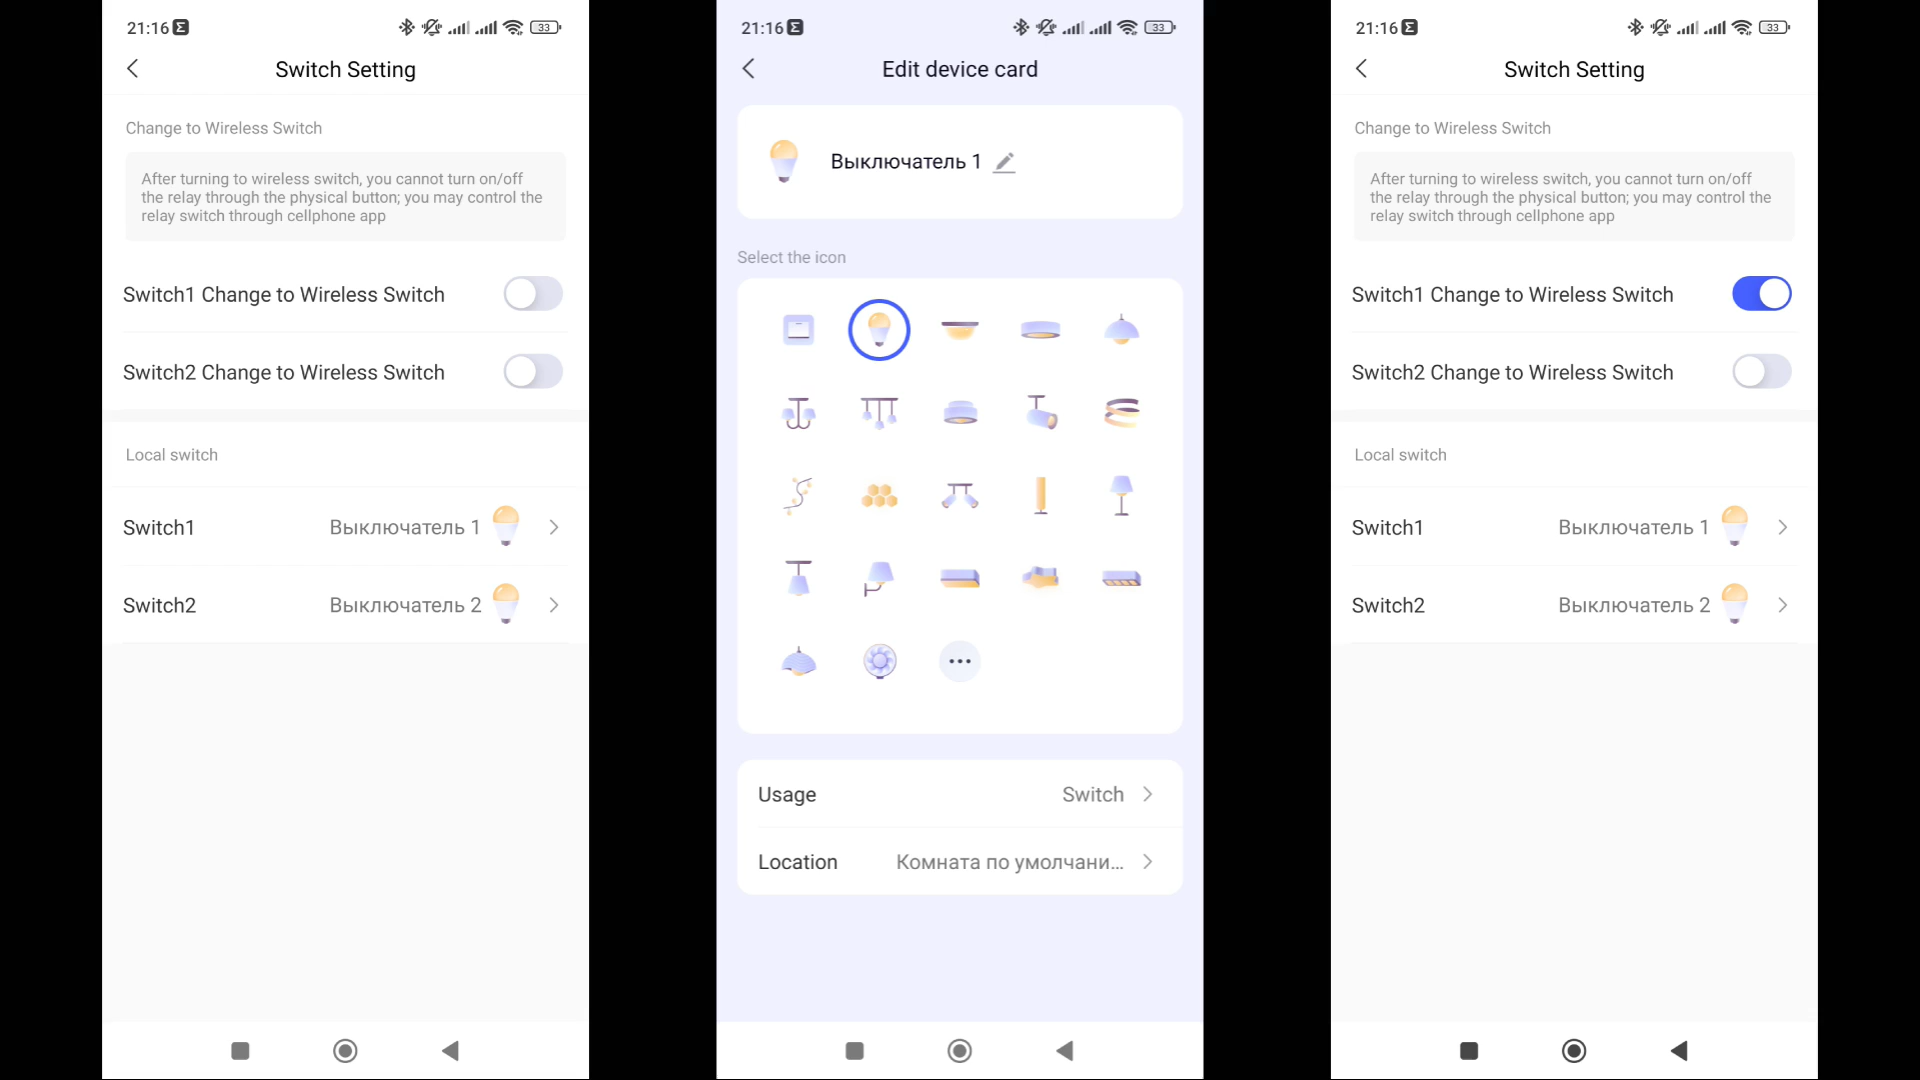 21:16
33
Switch Setting
Change to Wireless Switch
After turning to wireless switch, you cannot turn on/off
the relay through the physical button; you may control the
relay switch through cellphone app
Switch1 Change to Wireless Switch
Switch2 Change to Wireless Switch
Local switch
Switch1 Выключатель 1
Switch2 Выключатель 2
21:16
33
Edit device card
Выключатель 1
Select the icon
Usage Switch
Location Комната по умолчани...
21:16
33
Switch Setting
Change to Wireless Switch
After turning to wireless switch, you cannot turn on/off
the relay through the physical button; you may control the
relay switch through cellphone app
Switch1 Change to Wireless Switch
Switch2 Change to Wireless Switch
Local switch
Switch1 Выключатель 1
Switch2 Выключатель 2